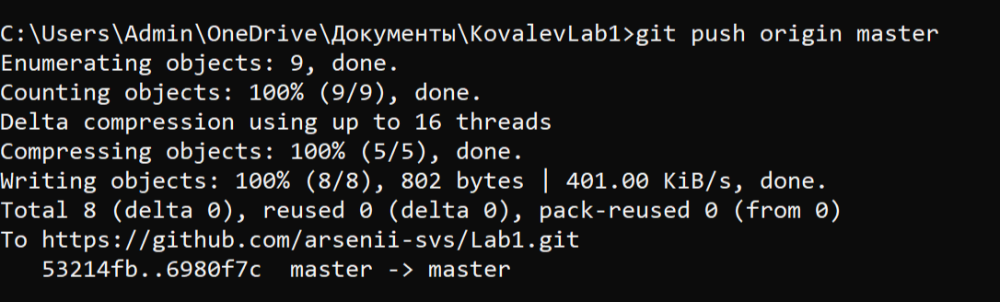 C:\Users\Admin\OneDrive\Документы\KovalevLab1>git push origin master
Enumerating objects: 9, done.
Counting objects: 100% (9/9), done.
Delta compression using up to 16 threads
Compressing objects: 100% (5/5), done.
Writing objects: 100% (8/8), 802 bytes | 401.00 KiB/s, done.
Total 8 (delta 0), reused 0 (delta 0), pack-reused 0 (from 0)
To https://github.com/arsenii-svs/Lab1.git
   53214fb..6980f7c  master -> master